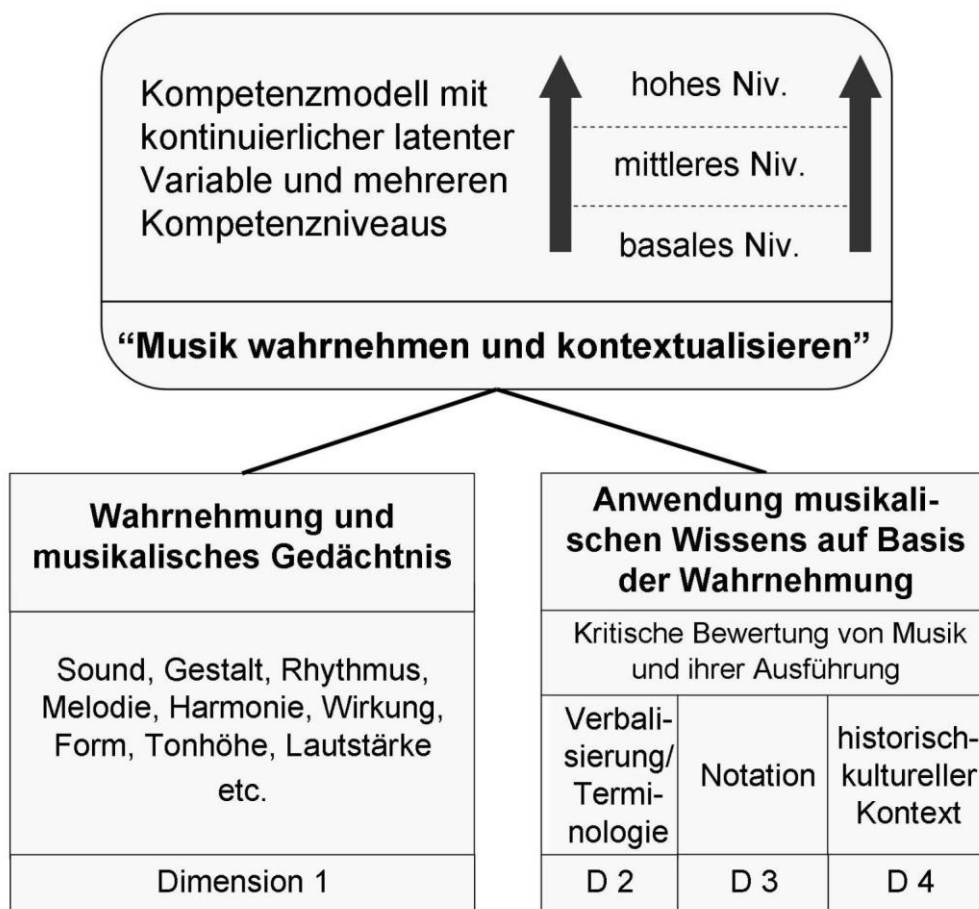 Kompetenzmodell mit
kontinuierlicher latenter
Variable und mehreren
Kompetenzniveaus
hohes Niv.
mittleres Niv.
basales Niv.
“Musik wahrnehmen und kontextualisieren”
Wahrnehmung und
musikalisches Gedächtnis
Sound, Gestalt, Rhythmus,
Melodie, Harmonie, Wirkung,
Form, Tonhöhe, Lautstärke
etc.
Dimension 1
Anwendung musikali-
schen Wissens auf Basis
der Wahrnehmung
Kritische Bewertung von Musik
und ihrer Ausführung
Verbali-
sierung/
Termi-
nologie
Notation
historisch-
kultureller
Kontext
D 2
D 3
D 4